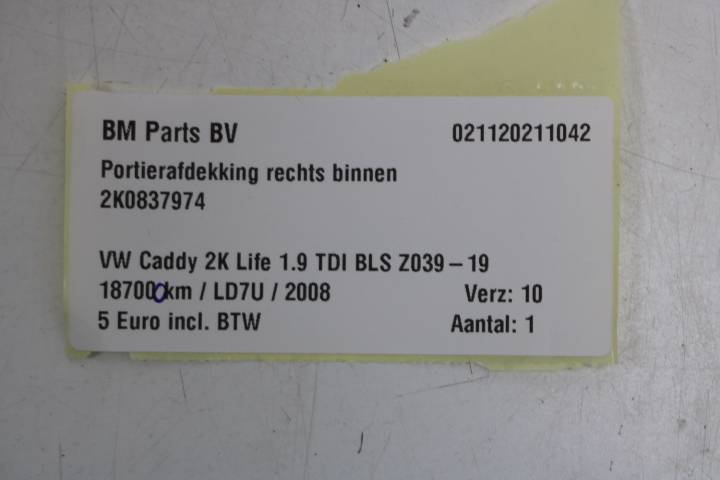 BM Parts BV 021120211042
Portierafdekking rechts binnen
2K0837974
VW Caddy 2K Life 1.9 TDI BLS Z039 – 19
187000km / LD7U / 2008 Verz: 10
5 Euro incl. BTW Aantal: 1